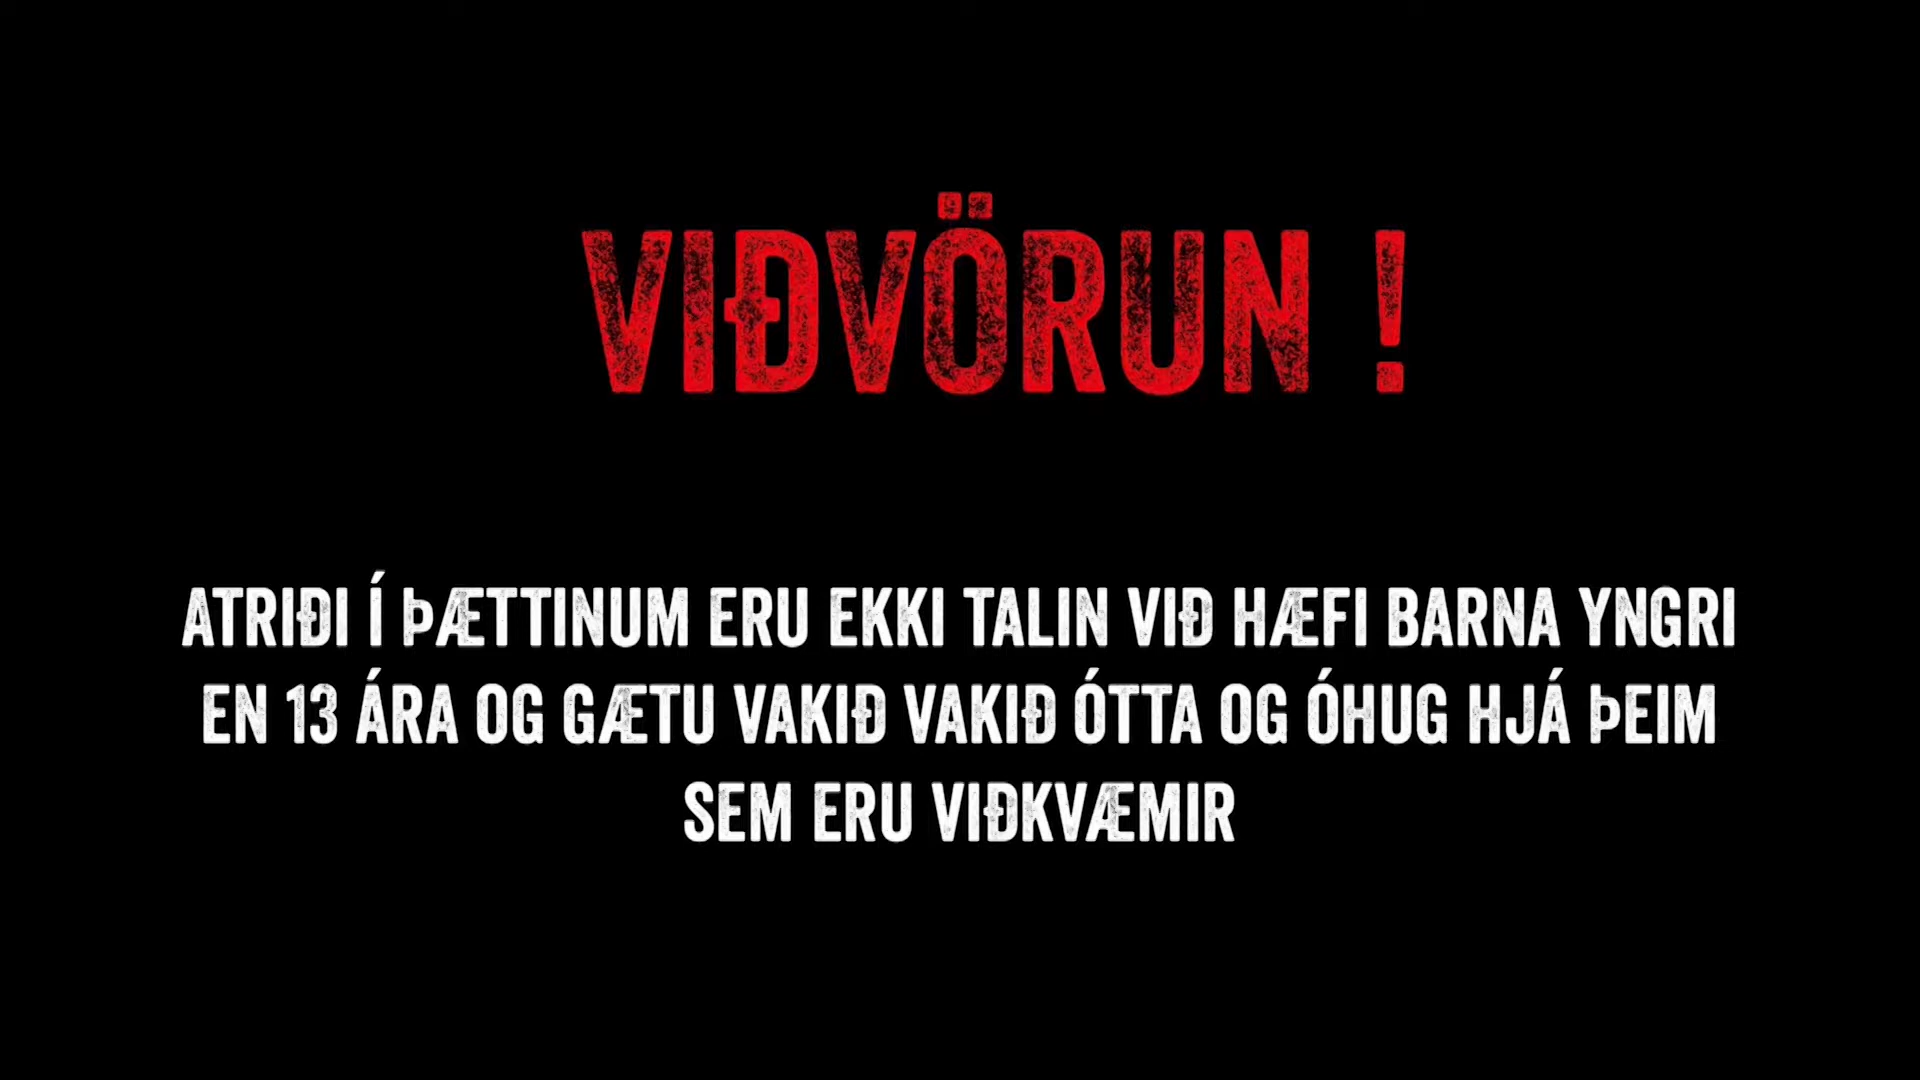 VIÐVÖRUN !
ATRIÐI Í ÞÆTTINUM ERU EKKI TALIN VIÐ HÆFI BARNA YNGRI
EN 13 ÁRA OG GÆTU VAKIÐ VAKIÐ ÓTTA OG ÓHUG HJÁ ÞEIM
SEM ERU VIÐKVÆMIR